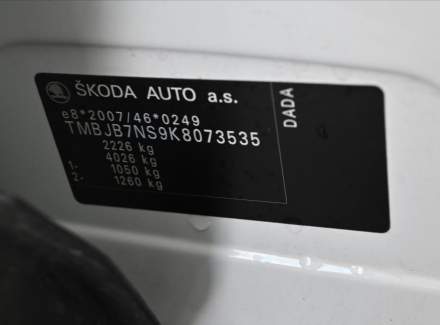 ŠKODA AUTO a.s.
e8*2007/46*0249
TMBJB7NS9K8073535
2226 kg
4026 kg
1- 1050 kg
2- 1260 kg
DADA